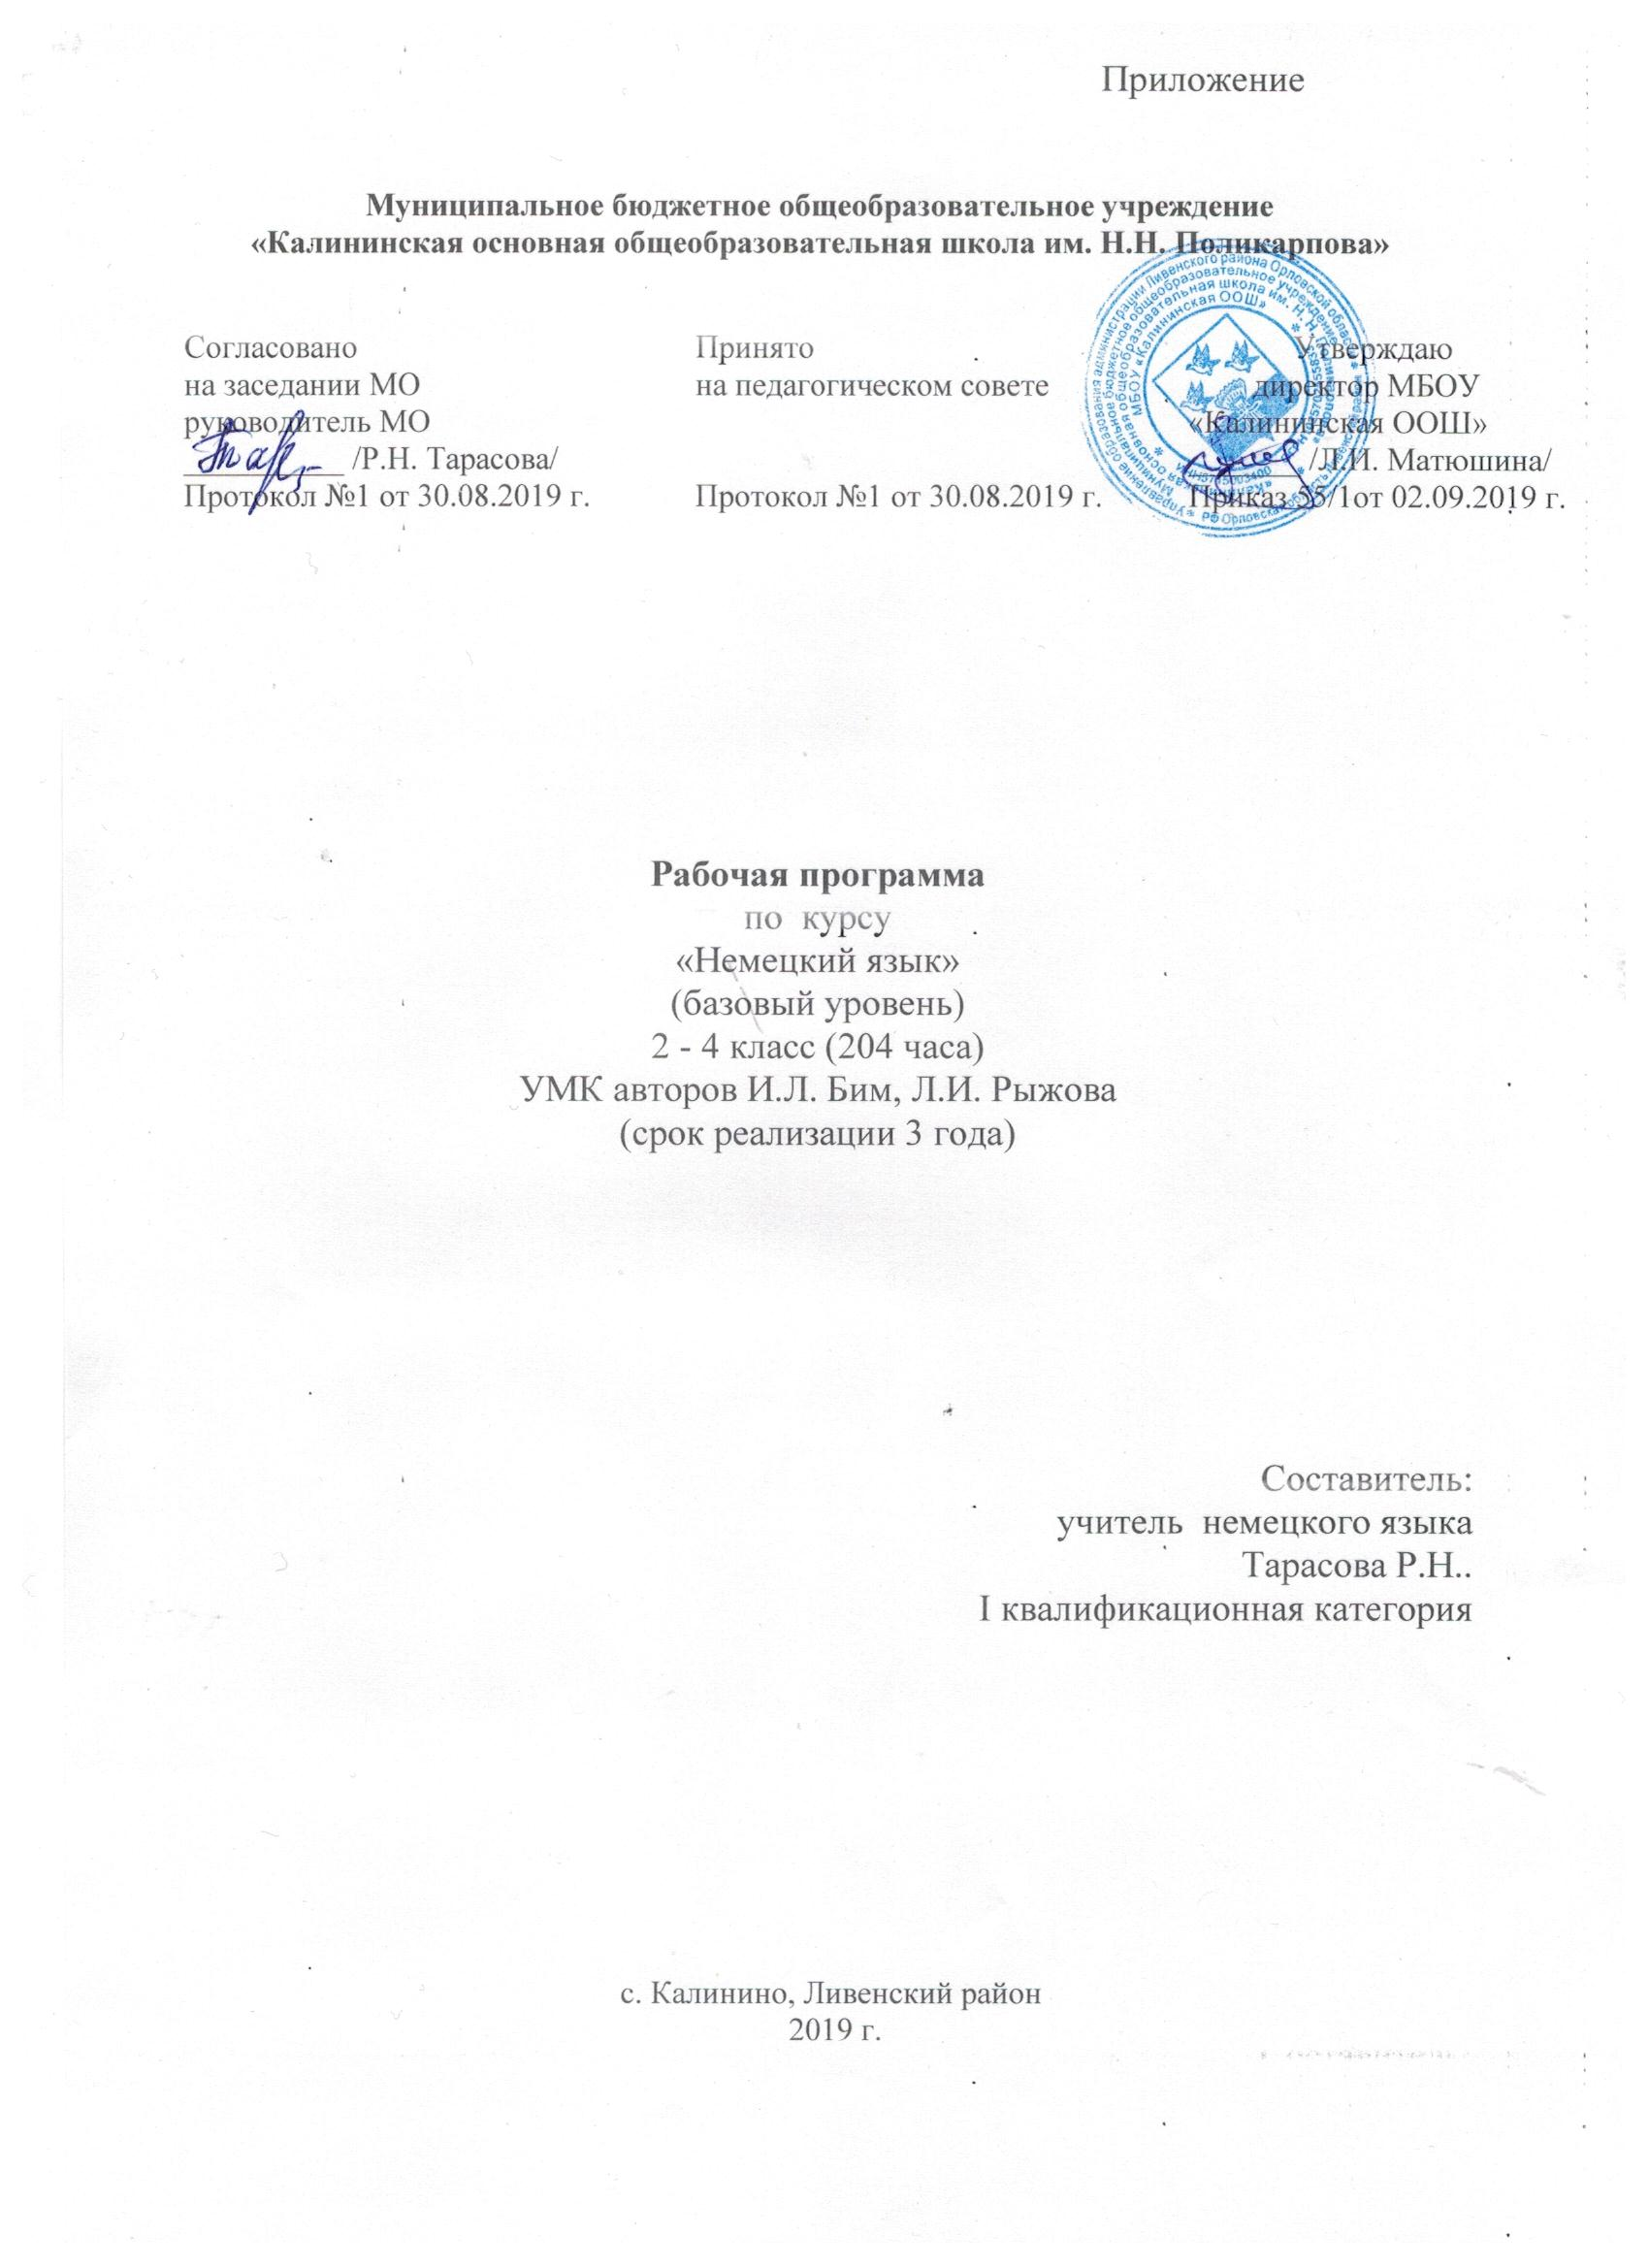 Приложение
Муниципальное бюджетное общеобразовательное учреждение
«Калининская основная общеобразовательная школа им. Н.Н. Поликарпова»
Согласовано
на заседании МО
руководитель МО
/Р.Н. Тарасова/
Протокол №1 от 30.08.2019 г.
Принято
на педагогическом совете
Протокол №1 от 30.08.2019 г.
Утверждаю
директор МБОУ
«Калининская ООШ»
/Л.И. Матюшина/
Приказ 55/1от 02.09.2019 г.
МБОУ «Калининская ООШ»
Рабочая программа
по курсу
«Немецкий язык»
(базовый уровень)
2 - 4 класс (204 часа)
УМК авторов И.Л. Бим, Л.И. Рыжова
(срок реализации 3 года)
Составитель:
учитель немецкого языка
Тарасова Р.Н..
I квалификационная категория
с. Калинино, Ливенский район
2019 г.